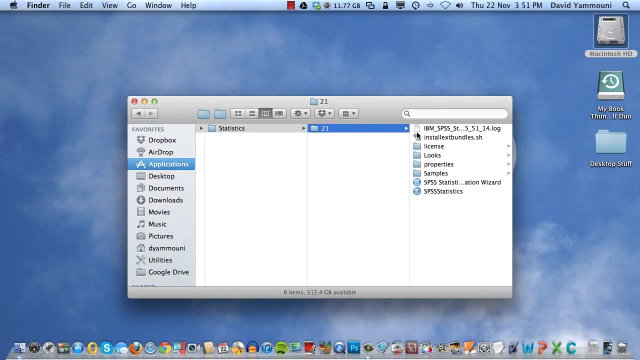 Finder File Edit View Go Window Help 11.77 GB Thu 22 Nov 3 51 PM David Yammouni
Macintosh HD
My Book
Thun...lt Duo
Desktop Stuff
21
FAVORITES
Dropbox
AirDrop
Applications
Desktop
Documents
Downloads
Movies
Music
Pictures
dyammouni
Utilities
Google Drive
SHARED
Statistics
21
IBM_SPSS_St...5_51_14.log
installextbundles.sh
license
Looks
properties
Samples
SPSS Statisti...ation Wizard
SPSSStatistics
8 items, 512.4 GB available